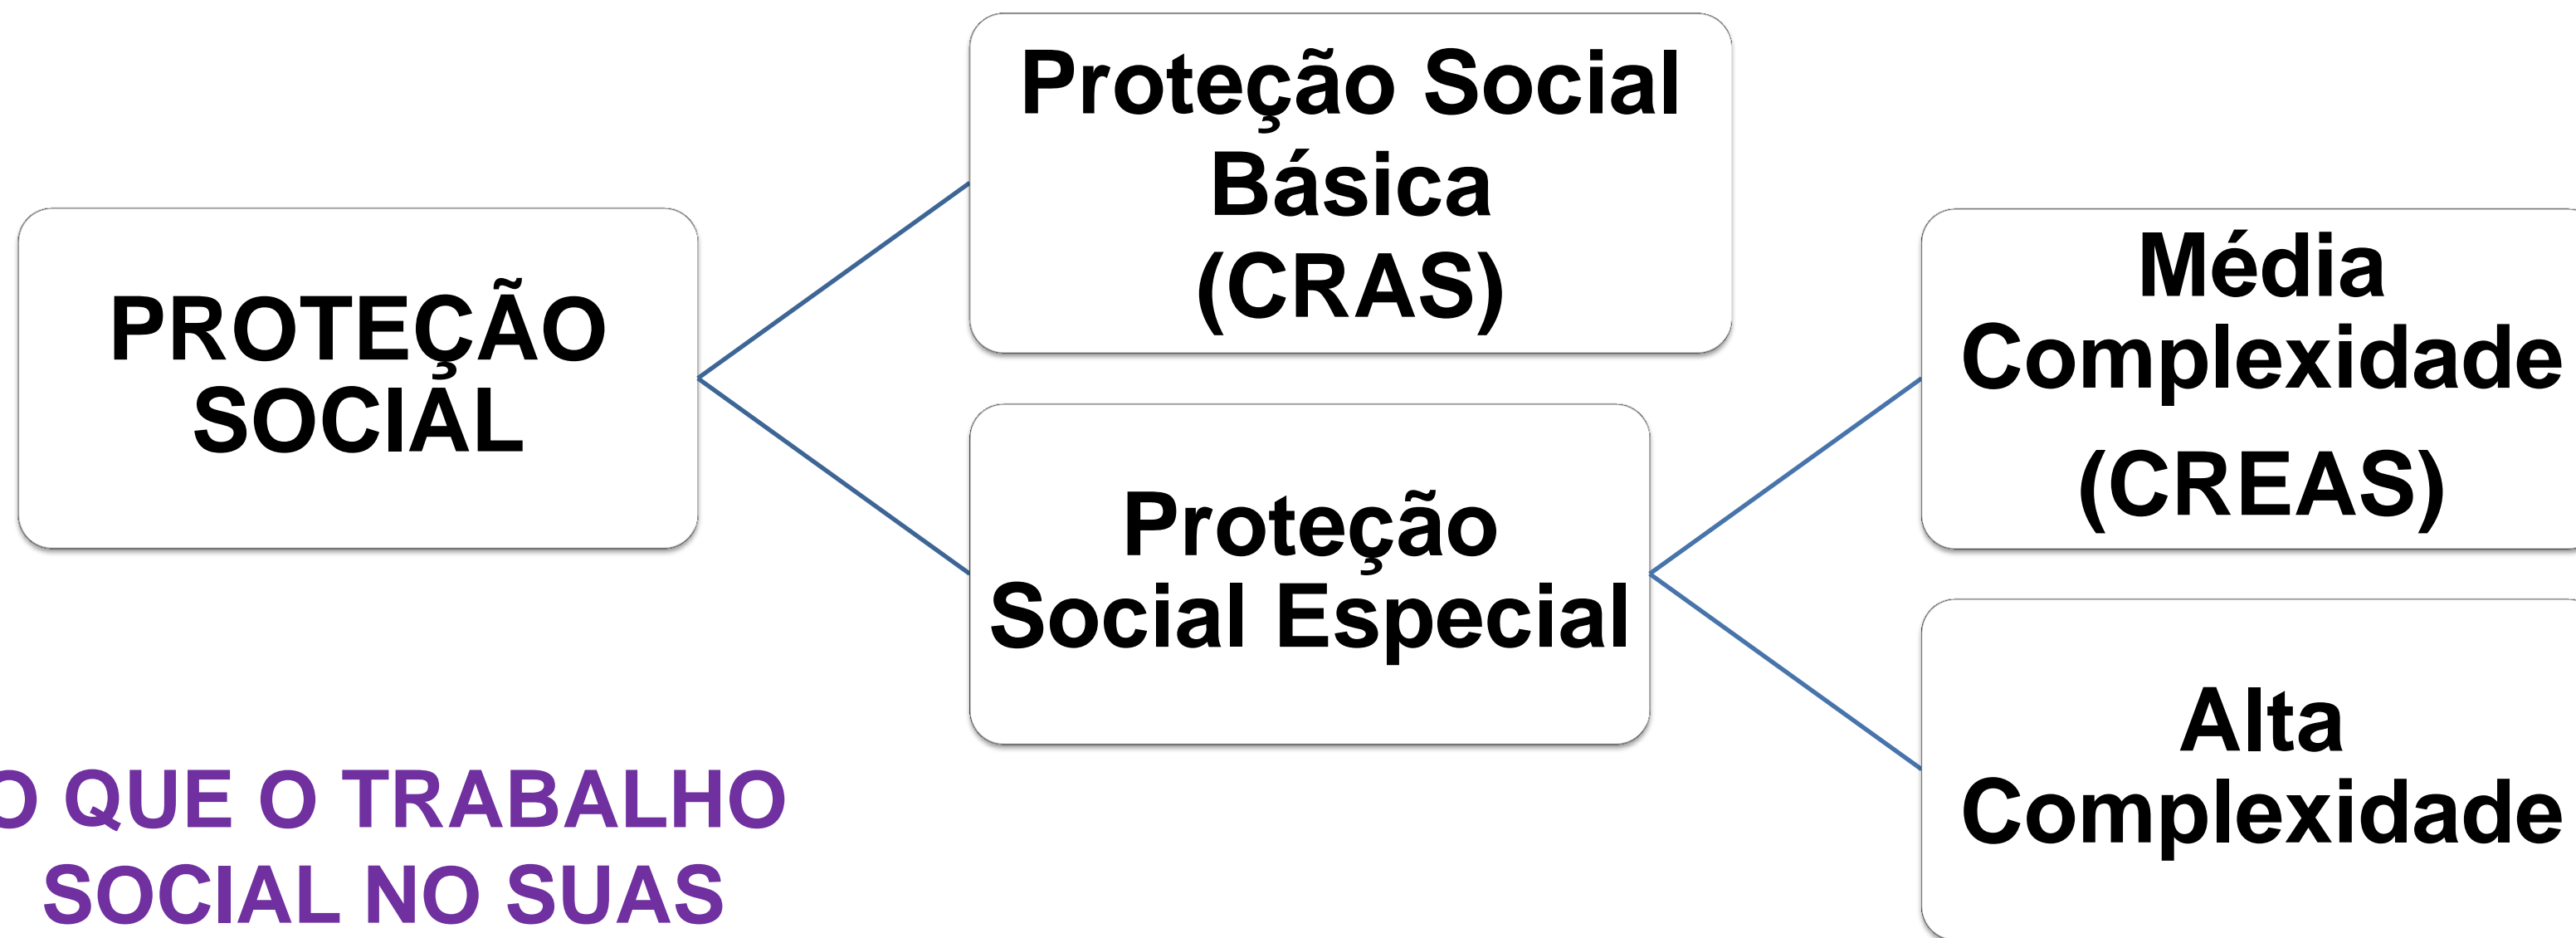 PROTEÇÃO
SOCIAL
Proteção Social
Básica
(CRAS)
Proteção
Social Especial
Média
Complexidade
(CREAS)
Alta
Complexidade
O QUE O TRABALHO
SOCIAL NO SUAS